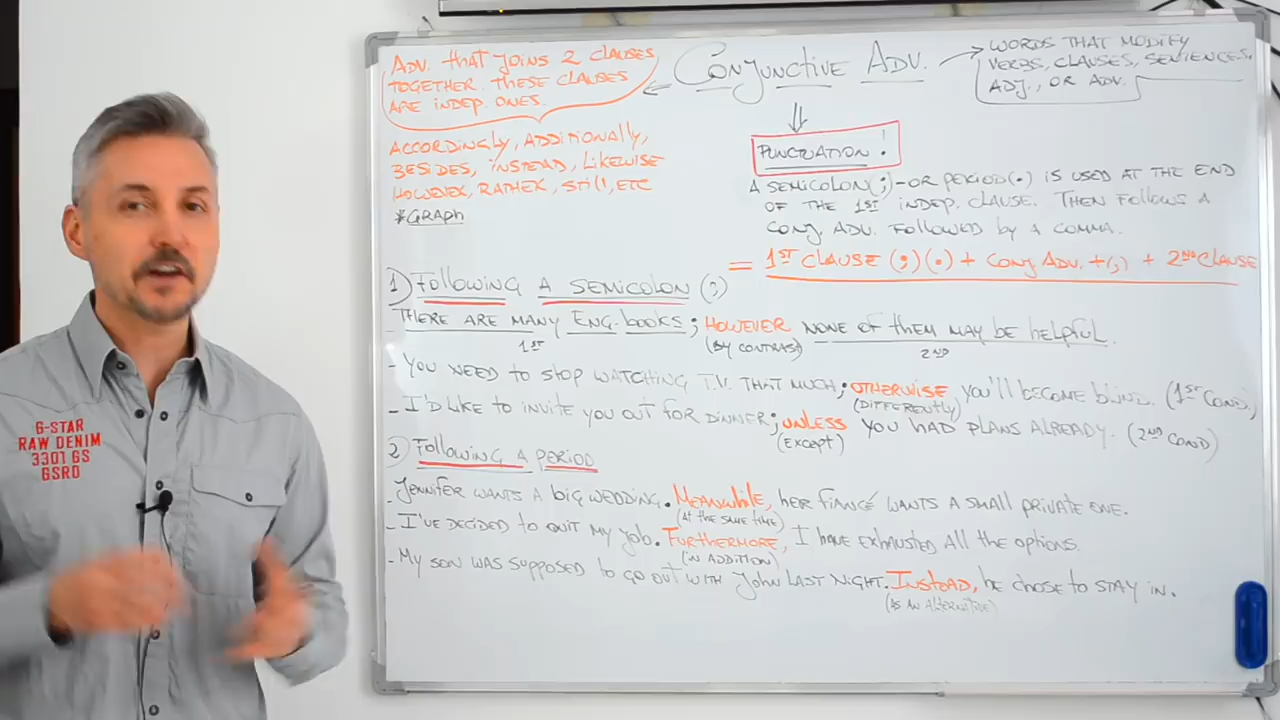 ADV. THAT JOINS 2 CLAUSES
TOGETHER. THESE CLAUSES
ARE INDEP. ONES.
CONJUNCTIVE ADV.
WORDS THAT MODIFY
VERBS, CLAUSES, SENTENCES,
ADJ., OR ADV.
ACCORDINGLY, ADDITIONALLY,
BESIDES, INSTEAD, LIKEWISE
HOWEVER, RATHER, STILL, ETC
*GRAPH
PUNCTUATION!
A SEMICOLON(;)-OR PERIOD(.) IS USED AT THE END
OF THE 1ST INDEP. CLAUSE. THEN FOLLOWS A
CONJ. ADV. FOLLOWED BY A COMMA.
= 1ST CLAUSE (;)(.) + CONJ ADV. +(,) + 2ND CLAUSE
1) FOLLOWING A SEMICOLON (;)
THERE ARE MANY ENG. BOOKS; HOWEVER NONE OF THEM MAY BE HELPFUL.
1ST (BY CONTRAST) 2ND
- YOU NEED TO STOP WATCHING T.V. THAT MUCH; OTHERWISE, YOU'LL BECOME BLIND. (1ST COND.)
(DIFFERENTLY)
- I'D LIKE TO INVITE YOU OUT FOR DINNER; UNLESS YOU HAD PLANS ALREADY. (2ND COND)
(EXCEPT)
2) FOLLOWING A PERIOD
JENNIFER WANTS A BIG WEDDING. MEANWHILE, HER FIANCÉ WANTS A SMALL PRIVATE ONE.
(AT THE SAME TIME)
- I'VE DECIDED TO QUIT MY JOB. FURTHERMORE, I HAVE EXHAUSTED ALL THE OPTIONS.
(IN ADDITION)
- MY SON WAS SUPPOSED TO GO OUT WITH JOHN LAST NIGHT. INSTEAD, HE CHOSE TO STAY IN.
(AS AN ALTERNATIVE)
G-STAR
RAW DENIM
3301 GS
GSRD